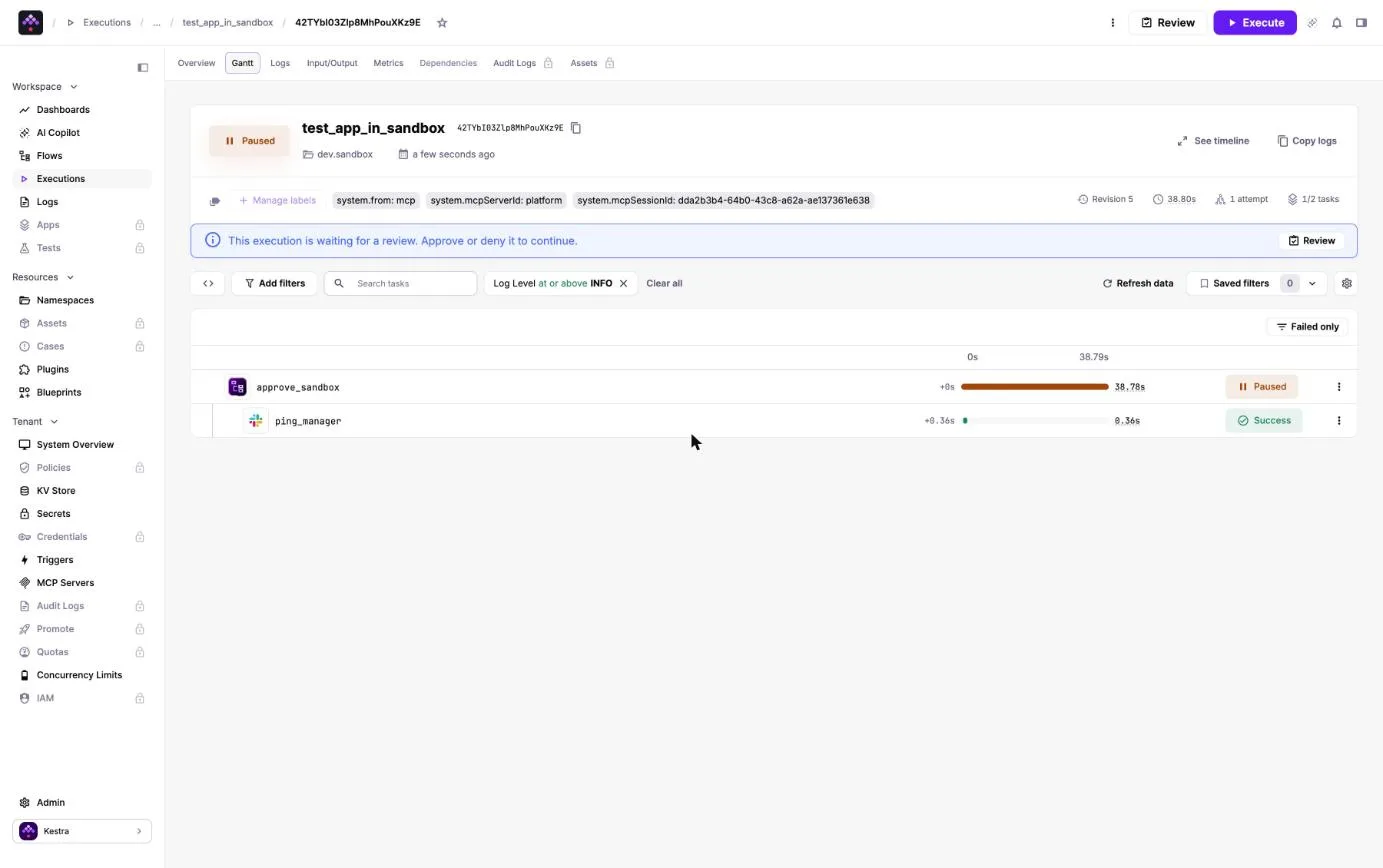 / Executions / ... / test_app_in_sandbox / 42TYbI03Zlp8MhPouXKz9E
Review
Execute
Workspace
Dashboards
AI Copilot
Flows
Executions
Logs
Apps
Tests
Resources
Namespaces
Assets
Cases
Plugins
Blueprints
Tenant
System Overview
Policies
KV Store
Secrets
Credentials
Triggers
MCP Servers
Audit Logs
Promote
Quotas
Concurrency Limits
IAM
Admin
Kestra
Overview Gantt Logs Input/Output Metrics Dependencies Audit Logs Assets
Paused
test_app_in_sandbox 42TYbI03Zlp8MhPouXKz9E
dev.sandbox a few seconds ago
See timeline Copy logs
+ Manage labels system.from: mcp system.mcpServerId: platform system.mcpSessionId: dda2b3b4-64b0-43c8-a62a-ae137361e638
Revision 5 38.80s 1 attempt 1/2 tasks
This execution is waiting for a review. Approve or deny it to continue.
Review
Add filters Search tasks Log Level at or above INFO Clear all
Refresh data Saved filters 0
Failed only
0s 38.79s
approve_sandbox +0s 38.78s Paused
ping_manager +0.36s 0.36s Success